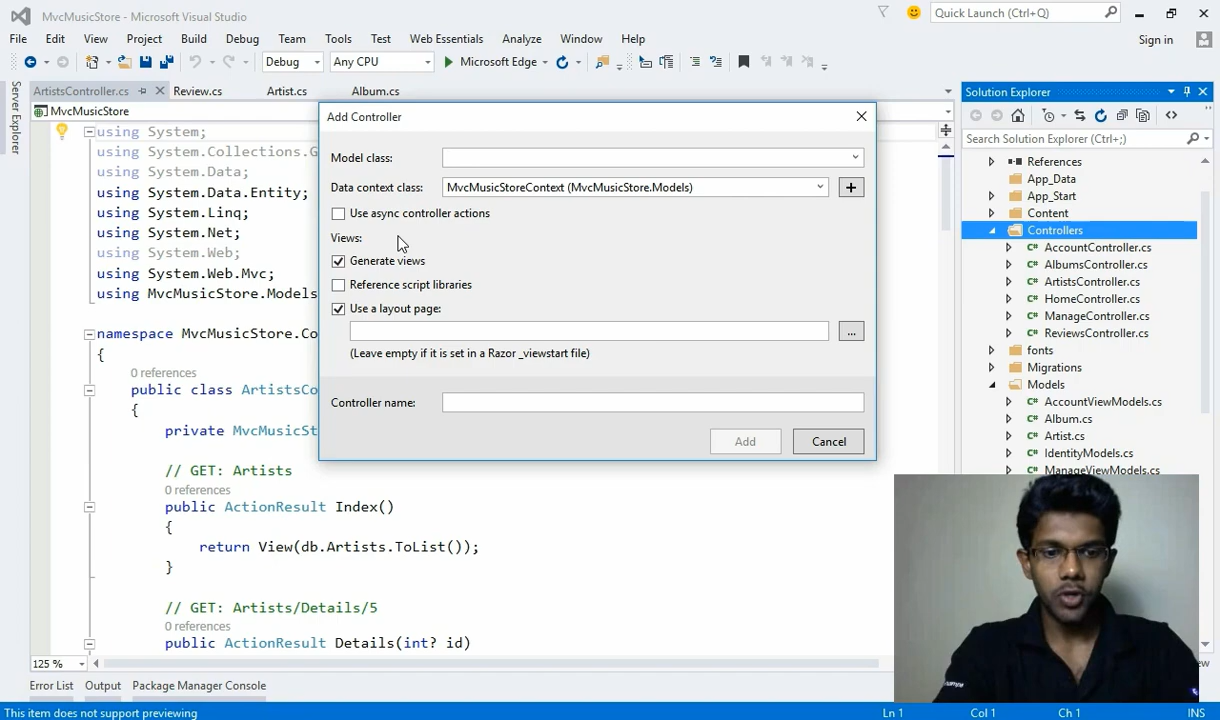 MvcMusicStore - Microsoft Visual Studio
Quick Launch (Ctrl+Q)
File Edit View Project Build Debug Team Tools Test Web Essentials Analyze Window Help
Sign in
Debug Any CPU Microsoft Edge
Server Explorer
ArtistsController.cs Review.cs Artist.cs Album.cs
MvcMusicStore
using System;
using System.Collections.G
using System.Data;
using System.Data.Entity;
using System.Linq;
using System.Net;
using System.Web;
using System.Web.Mvc;
using MvcMusicStore.Models
namespace MvcMusicStore.Co
{
0 references
public class ArtistsCo
{
private MvcMusicSt
// GET: Artists
0 references
public ActionResult Index()
{
return View(db.Artists.ToList());
}
// GET: Artists/Details/5
0 references
public ActionResult Details(int? id)
125 %
Add Controller
Model class:
Data context class: MvcMusicStoreContext (MvcMusicStore.Models)
Use async controller actions
Views:
Generate views
Reference script libraries
Use a layout page:
...
(Leave empty if it is set in a Razor _viewstart file)
Controller name:
Add Cancel
Solution Explorer
Search Solution Explorer (Ctrl+;)
References
App_Data
App_Start
Content
Controllers
AccountController.cs
AlbumsController.cs
ArtistsController.cs
HomeController.cs
ManageController.cs
ReviewsController.cs
fonts
Migrations
Models
AccountViewModels.cs
Album.cs
Artist.cs
IdentityModels.cs
ManageViewModels.cs
Error List Output Package Manager Console
This item does not support previewing Ln 1 Col 1 Ch 1 INS